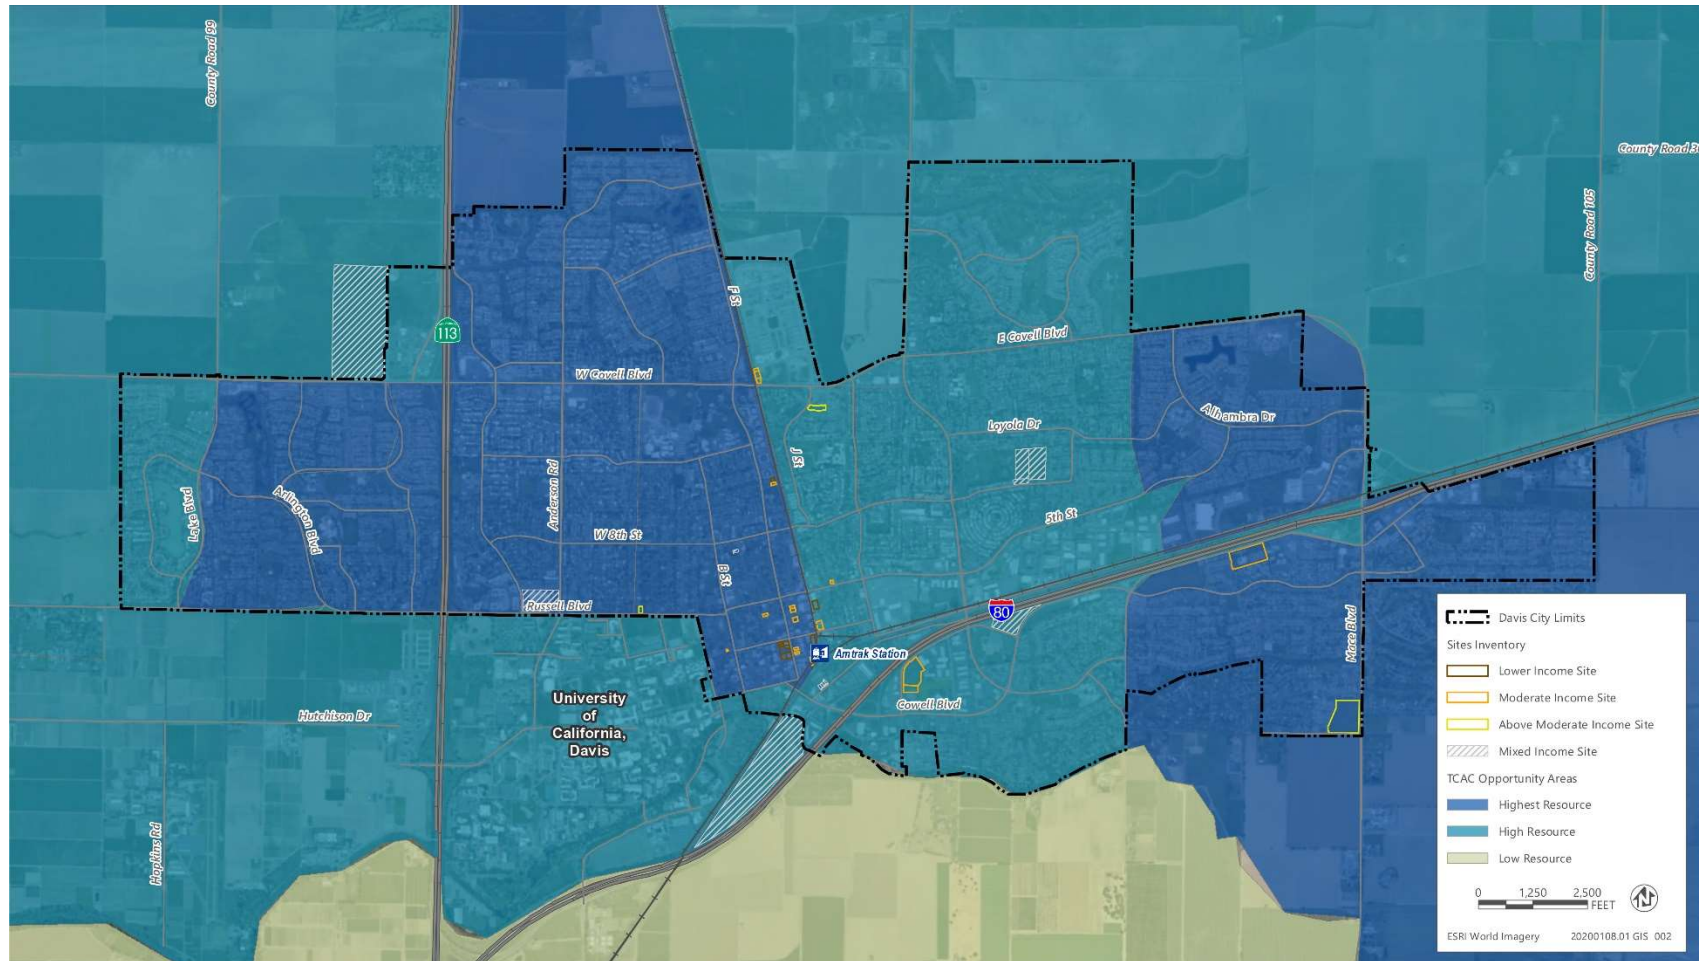 County Road 99
County Road 30
County Road 105
F St
113
E Covell Blvd
W Covell Blvd
Alhambra Dr
Loyola Dr
J St
Anderson Rd
Lake Blvd
Arlington Blvd
5th St
W 8th St
B St
Russell Blvd
80
Mace Blvd
Amtrak Station
University
of
California,
Davis
Cowell Blvd
Hutchison Dr
Hopkins Rd
Davis City Limits
Sites Inventory
Lower Income Site
Moderate Income Site
Above Moderate Income Site
Mixed Income Site
TCAC Opportunity Areas
Highest Resource
High Resource
Low Resource
0 1,250 2,500
FEET
ESRI World Imagery 20200108.01 GIS 002